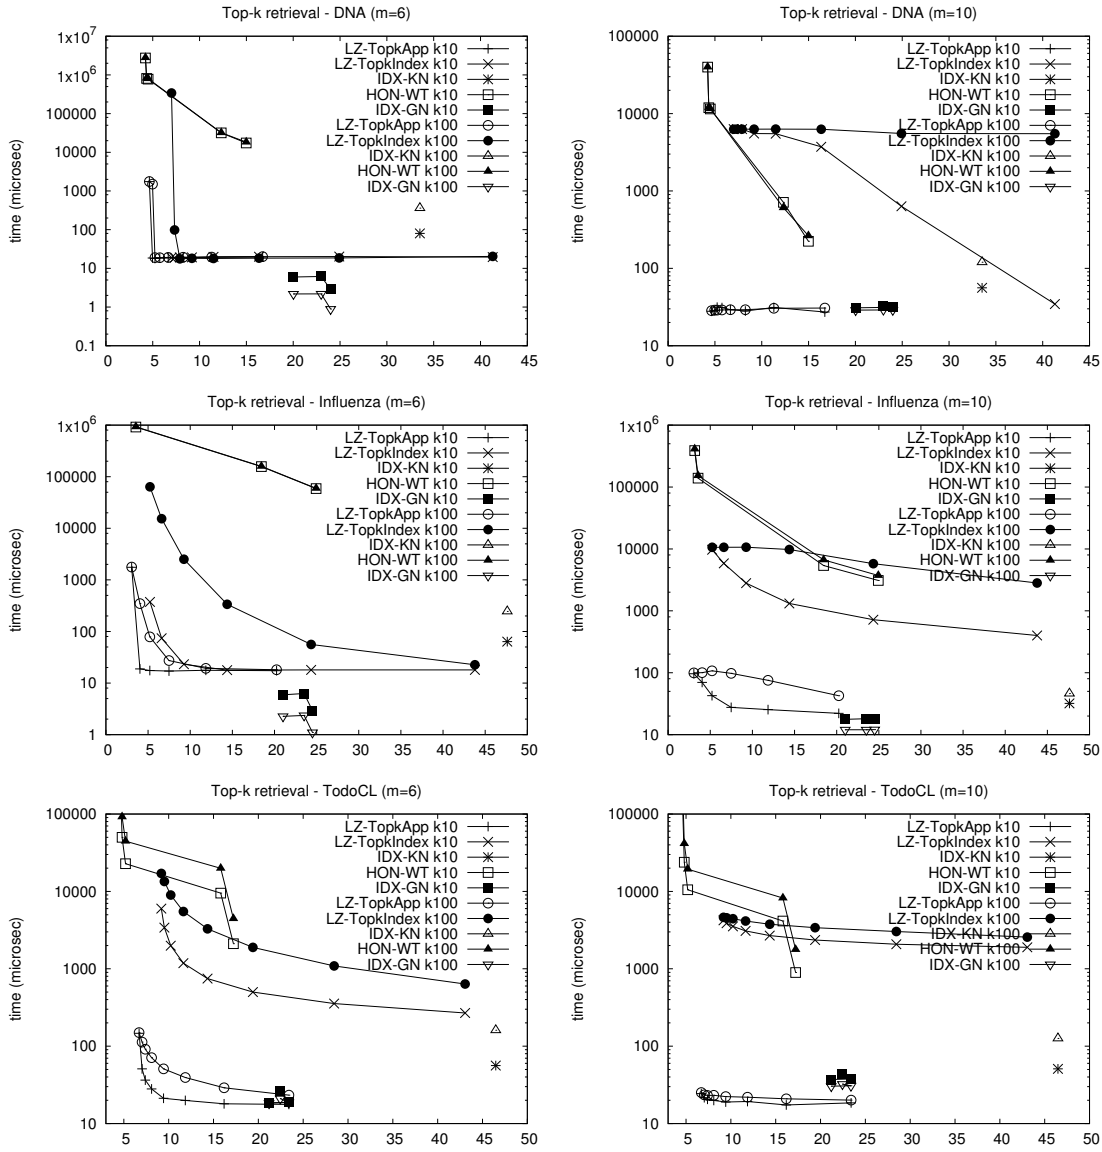 Top-k retrieval - DNA (m=6)
time (microsec)
1x10^7
1x10^6
100000
10000
1000
100
10
1
0.1
0 5 10 15 20 25 30 35 40 45
LZ-TopkApp k10
LZ-TopkIndex k10
IDX-KN k10
HON-WT k10
IDX-GN k10
LZ-TopkApp k100
LZ-TopkIndex k100
IDX-KN k100
HON-WT k100
IDX-GN k100
Top-k retrieval - DNA (m=10)
time (microsec)
100000
10000
1000
100
10
0 5 10 15 20 25 30 35 40 45
LZ-TopkApp k10
LZ-TopkIndex k10
IDX-KN k10
HON-WT k10
IDX-GN k10
LZ-TopkApp k100
LZ-TopkIndex k100
IDX-KN k100
HON-WT k100
IDX-GN k100
Top-k retrieval - Influenza (m=6)
time (microsec)
1x10^6
100000
10000
1000
100
10
1
0 5 10 15 20 25 30 35 40 45 50
LZ-TopkApp k10
LZ-TopkIndex k10
IDX-KN k10
HON-WT k10
IDX-GN k10
LZ-TopkApp k100
LZ-TopkIndex k100
IDX-KN k100
HON-WT k100
IDX-GN k100
Top-k retrieval - Influenza (m=10)
time (microsec)
1x10^6
100000
10000
1000
100
10
0 5 10 15 20 25 30 35 40 45 50
LZ-TopkApp k10
LZ-TopkIndex k10
IDX-KN k10
HON-WT k10
IDX-GN k10
LZ-TopkApp k100
LZ-TopkIndex k100
IDX-KN k100
HON-WT k100
IDX-GN k100
Top-k retrieval - TodoCL (m=6)
time (microsec)
100000
10000
1000
100
10
5 10 15 20 25 30 35 40 45 50
LZ-TopkApp k10
LZ-TopkIndex k10
IDX-KN k10
HON-WT k10
IDX-GN k10
LZ-TopkApp k100
LZ-TopkIndex k100
IDX-KN k100
HON-WT k100
IDX-GN k100
Top-k retrieval - TodoCL (m=10)
time (microsec)
100000
10000
1000
100
10
5 10 15 20 25 30 35 40 45 50
LZ-TopkApp k10
LZ-TopkIndex k10
IDX-KN k10
HON-WT k10
IDX-GN k10
LZ-TopkApp k100
LZ-TopkIndex k100
IDX-KN k100
HON-WT k100
IDX-GN k100